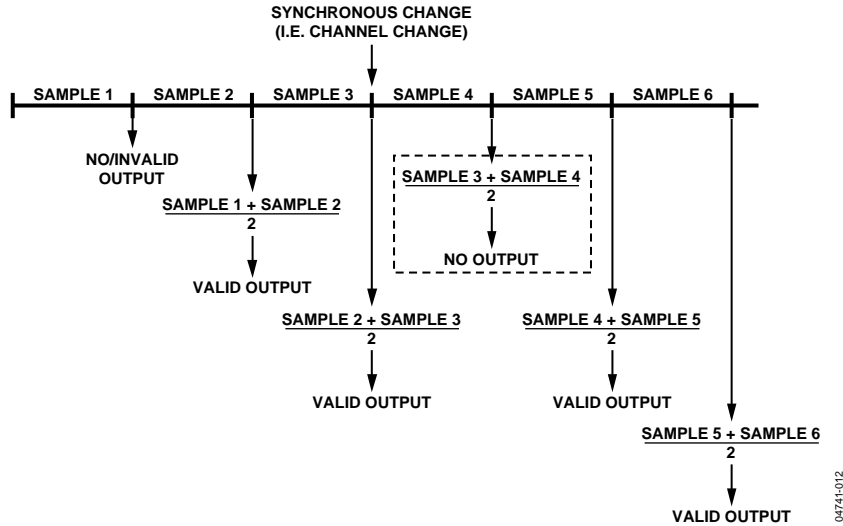 SYNCHRONOUS CHANGE
(I.E. CHANNEL CHANGE)
SAMPLE 1
SAMPLE 2
SAMPLE 3
SAMPLE 4
SAMPLE 5
SAMPLE 6
NO/INVALID
OUTPUT
SAMPLE 1 + SAMPLE 2
2
VALID OUTPUT
SAMPLE 2 + SAMPLE 3
2
VALID OUTPUT
SAMPLE 3 + SAMPLE 4
2
NO OUTPUT
SAMPLE 4 + SAMPLE 5
2
VALID OUTPUT
SAMPLE 5 + SAMPLE 6
2
VALID OUTPUT
04741-012